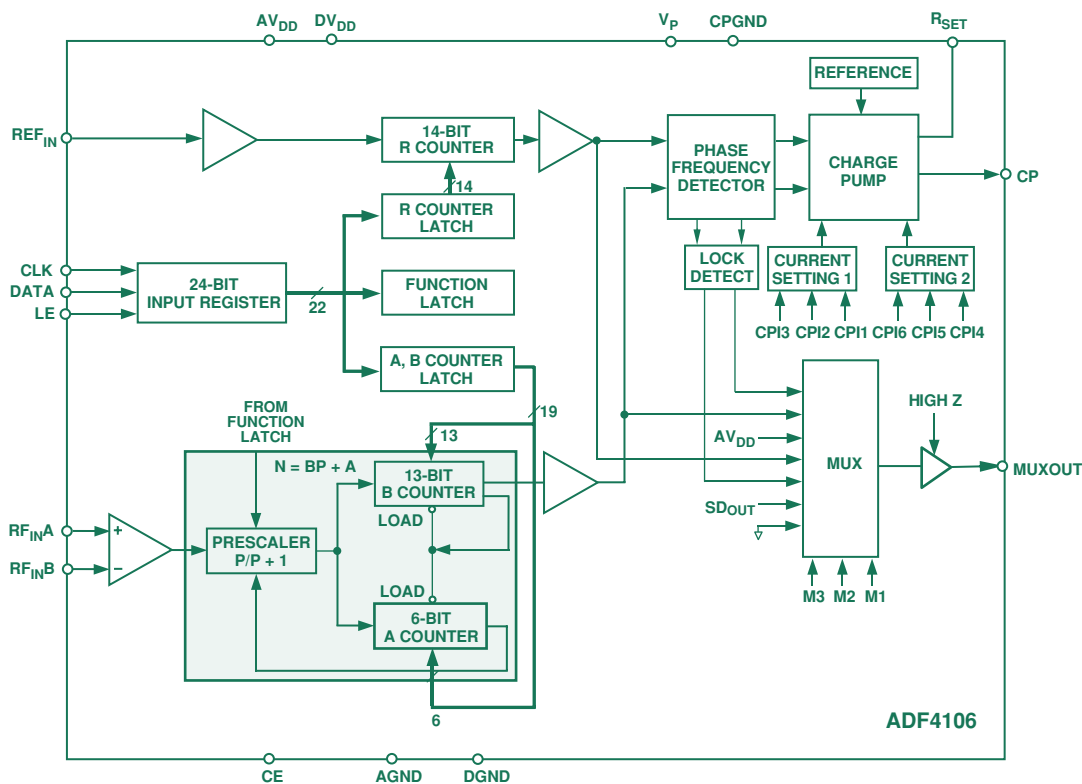 AVDD DVDD VP CPGND RSET
REFERENCE
REFIN
14-BIT
R COUNTER
PHASE
FREQUENCY
DETECTOR
CHARGE
PUMP
CP
14
R COUNTER
LATCH
CLK
DATA
LE
24-BIT
INPUT REGISTER
22
FUNCTION
LATCH
LOCK
DETECT
CURRENT
SETTING 1
CURRENT
SETTING 2
CPI3 CPI2 CPI1 CPI6 CPI5 CPI4
A, B COUNTER
LATCH
19
13
FROM
FUNCTION
LATCH
N = BP + A
13-BIT
B COUNTER
LOAD
RFINA
RFINB
+
–
PRESCALER
P/P + 1
LOAD
6-BIT
A COUNTER
6
AVDD
SDOUT
MUX
HIGH Z
MUXOUT
M3 M2 M1
ADF4106
CE AGND DGND